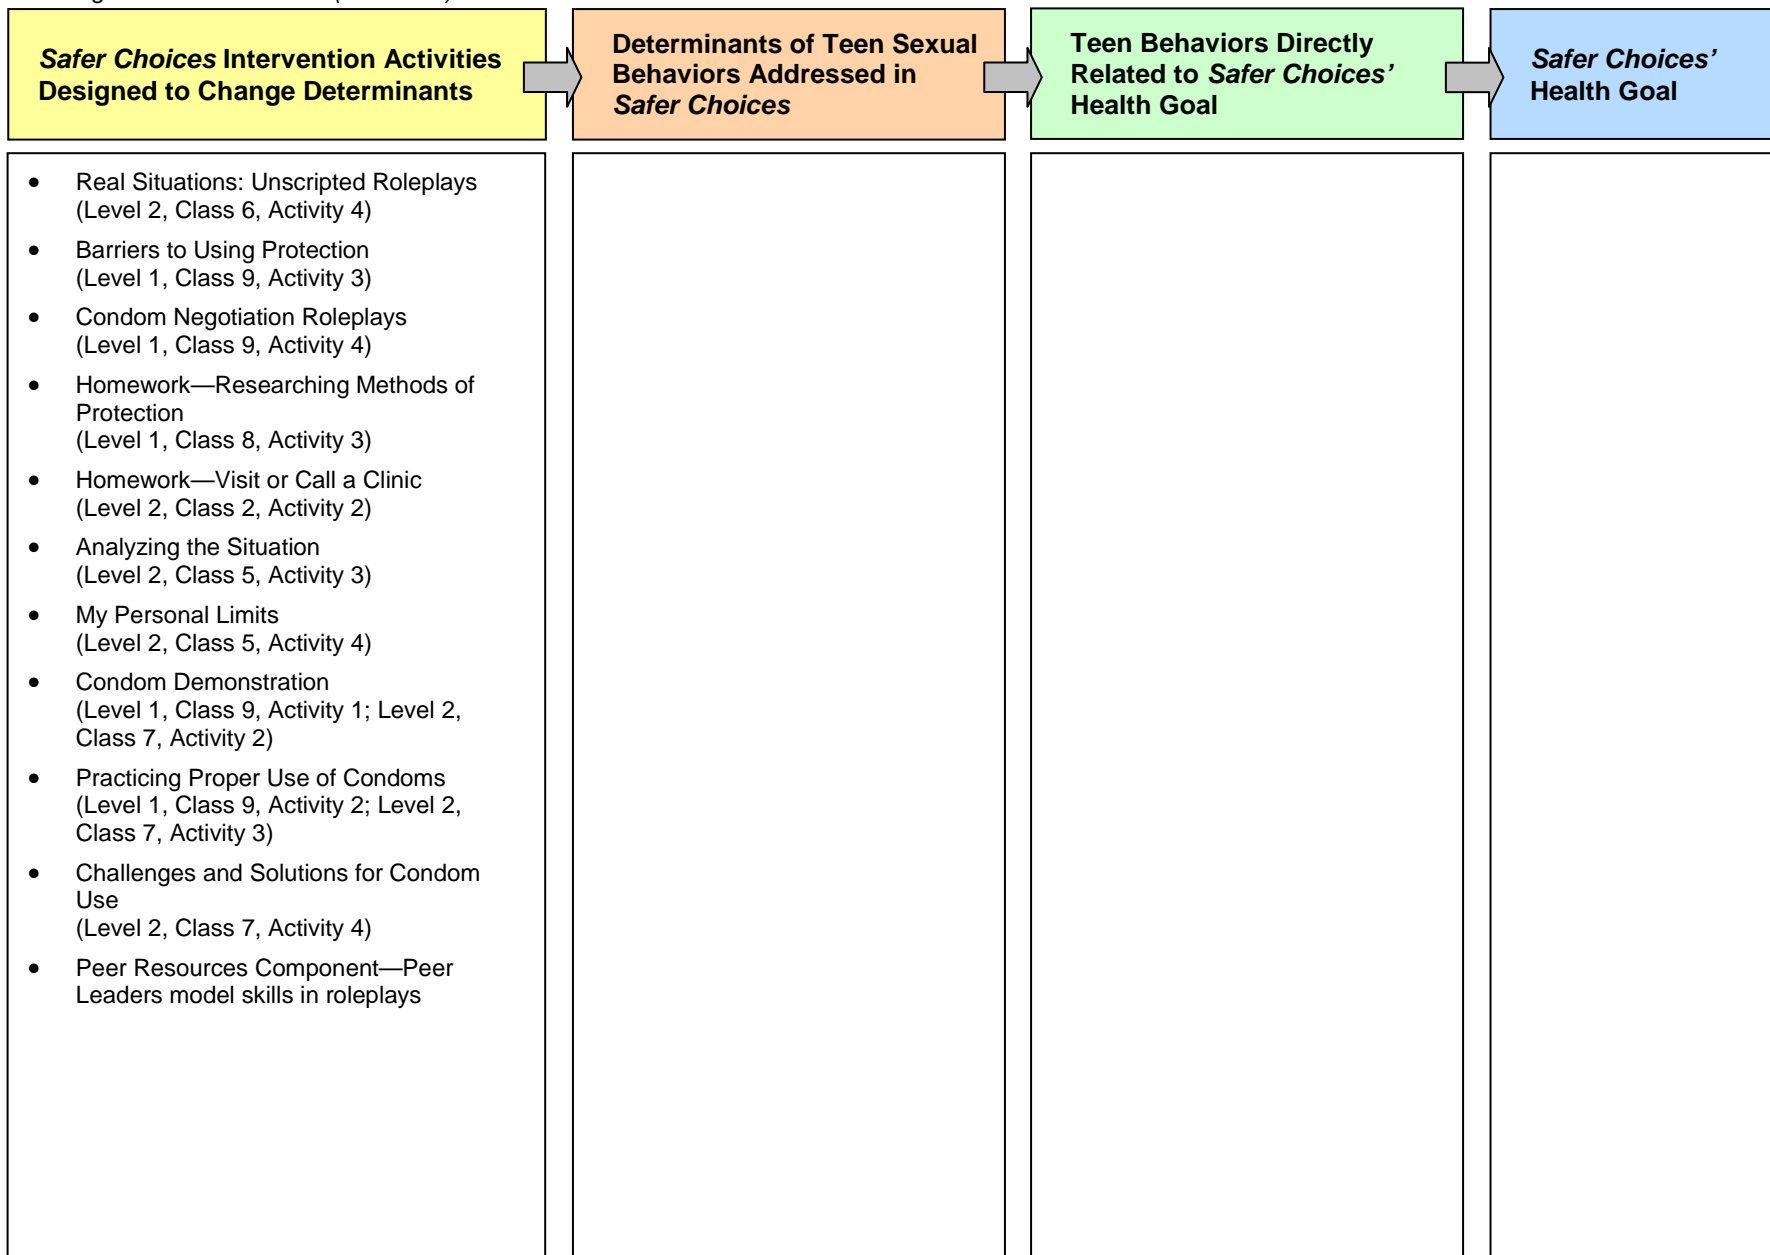 Safer Choices Intervention Activities
Designed to Change Determinants
Determinants of Teen Sexual
Behaviors Addressed in
Safer Choices
Teen Behaviors Directly
Related to Safer Choices’
Health Goal
Safer Choices’
Health Goal
• Real Situations: Unscripted Roleplays
(Level 2, Class 6, Activity 4)
• Barriers to Using Protection
(Level 1, Class 9, Activity 3)
• Condom Negotiation Roleplays
(Level 1, Class 9, Activity 4)
• Homework—Researching Methods of
Protection
(Level 1, Class 8, Activity 3)
• Homework—Visit or Call a Clinic
(Level 2, Class 2, Activity 2)
• Analyzing the Situation
(Level 2, Class 5, Activity 3)
• My Personal Limits
(Level 2, Class 5, Activity 4)
• Condom Demonstration
(Level 1, Class 9, Activity 1; Level 2,
Class 7, Activity 2)
• Practicing Proper Use of Condoms
(Level 1, Class 9, Activity 2; Level 2,
Class 7, Activity 3)
• Challenges and Solutions for Condom
Use
(Level 2, Class 7, Activity 4)
• Peer Resources Component—Peer
Leaders model skills in roleplays